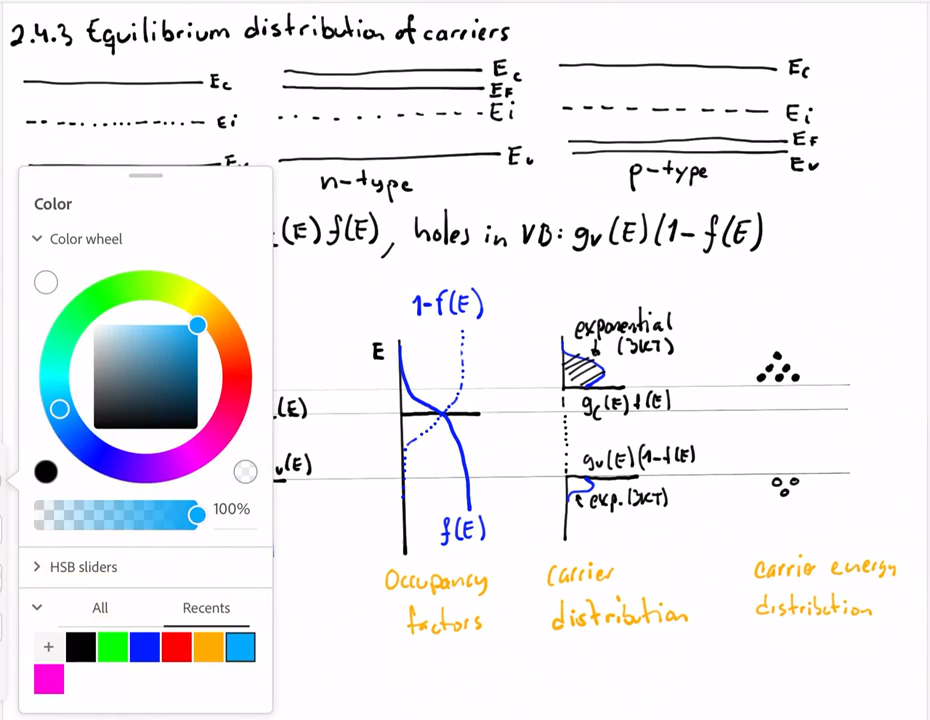 2.4.3 Equilibrium distribution of carriers
Ec
Ec
EF
Ec
Ei
Ei
Ei
EF
Ev
Ev
n-type
p-type
(E) f(E), holes in VB: gv(E)(1-f(E)
Color
Color wheel
100%
HSB sliders
All Recents
+
1-f(E)
E
f(E)
exponential
(3kT)
gc(E) f(E)
gv(E)(1-f(E)
exp.(3kT)
(E)
v(E)
Occupancy
factors
Carrier
distribution
Carrie energy
distribution